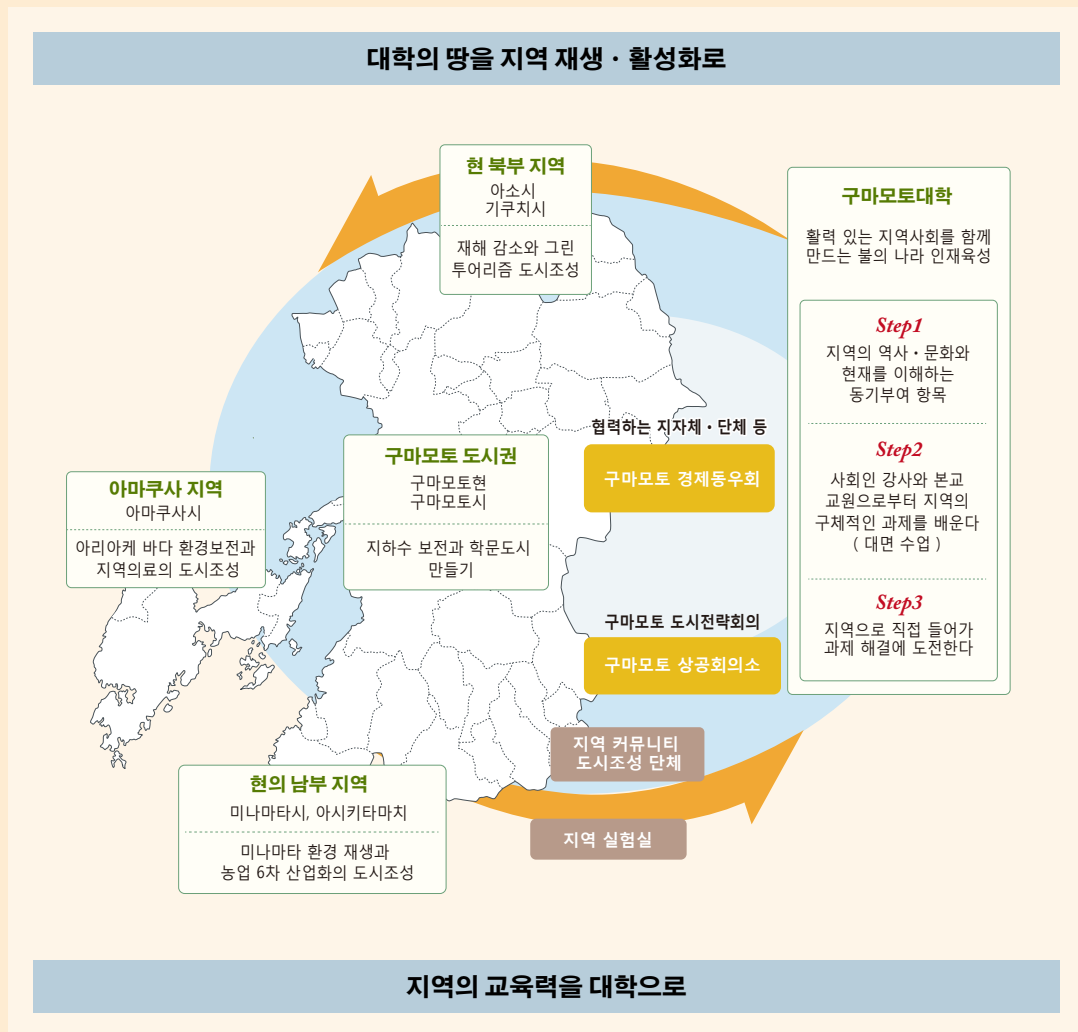 대학의 땅을 지역 재생 · 활성화로
현 북부 지역
아소시
기쿠치시
재해 감소와 그린
투어리즘 도시조성
구마모토대학
활력 있는 지역사회를 함께
만드는 불의 나라 인재육성
Step1
지역의 역사・문화와
현재를 이해하는
동기부여 항목
Step2
사회인 강사와 본교
교원으로부터 지역의
구체적인 과제를 배운다
( 대면 수업 )
Step3
지역으로 직접 들어가
과제 해결에 도전한다
협력하는 지자체・단체 등
구마모토 경제동우회
구마모토 도시권
구마모토현
구마모토시
지하수 보전과 학문도시
만들기
아마쿠사 지역
아마쿠사시
아리아케 바다 환경보전과
지역의료의 도시조성
구마모토 도시전략회의
구마모토 상공회의소
지역 커뮤니티
도시조성 단체
지역 실험실
현의 남부 지역
미나마타시, 아시키타마치
미나마타 환경 재생과
농업 6차 산업화의 도시조성
지역의 교육력을 대학으로